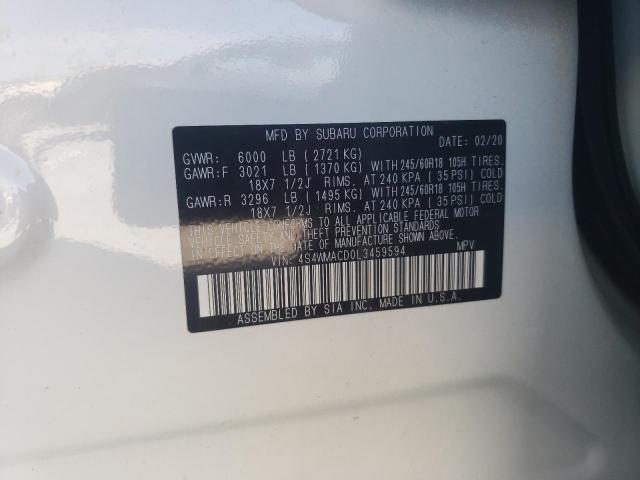 MFD BY SUBARU CORPORATION
DATE: 02/20
GVWR: 6000 LB ( 2721 KG)
GAWR:F 3021 LB ( 1370 KG) WITH 245/60R18 105H TIRES.
18X7 1/2J RIMS. AT 240 KPA ( 35 PSI) COLD
GAWR:R 3296 LB ( 1495 KG) WITH 245/60R18 105H TIRES.
18X7 1/2J RIMS. AT 240 KPA ( 35 PSI) COLD
THIS VEHICLE CONFORMS TO ALL APPLICABLE FEDERAL MOTOR
VEHICLE SAFETY AND THEFT PREVENTION STANDARDS
IN EFFECT ON THE DATE OF MANUFACTURE SHOWN ABOVE.
VIN: 4S4WMACD0L3459594 MPV
ASSEMBLED BY SIA INC. MADE IN U.S.A.